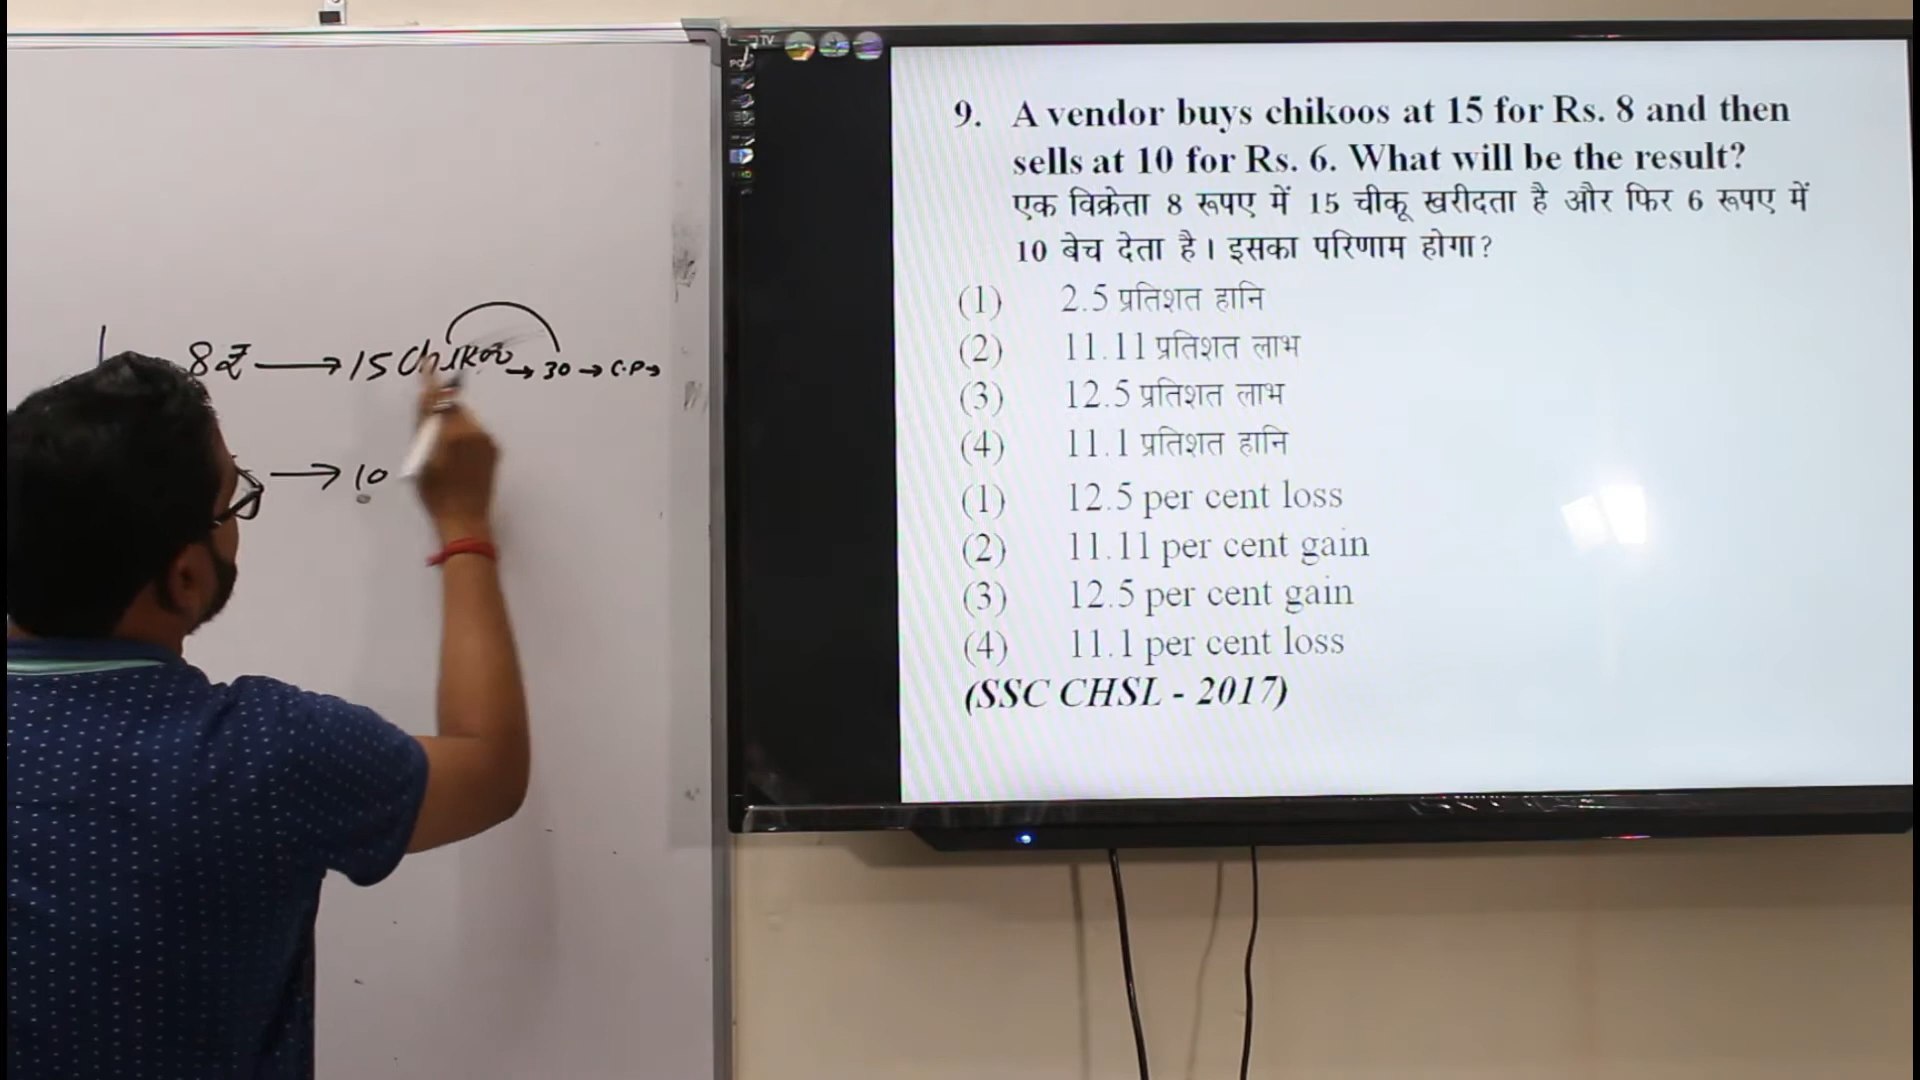 8₹ → 15 Chikoo → 30 → C.P →
→ 10
TV
9. A vendor buys chikoos at 15 for Rs. 8 and then
sells at 10 for Rs. 6. What will be the result?
एक विक्रेता 8 रूपए में 15 चीकू खरीदता है और फिर 6 रूपए में
10 बेच देता है। इसका परिणाम होगा?
(1) 2.5 प्रतिशत हानि
(2) 11.11 प्रतिशत लाभ
(3) 12.5 प्रतिशत लाभ
(4) 11.1 प्रतिशत हानि
(1) 12.5 per cent loss
(2) 11.11 per cent gain
(3) 12.5 per cent gain
(4) 11.1 per cent loss
(SSC CHSL - 2017)